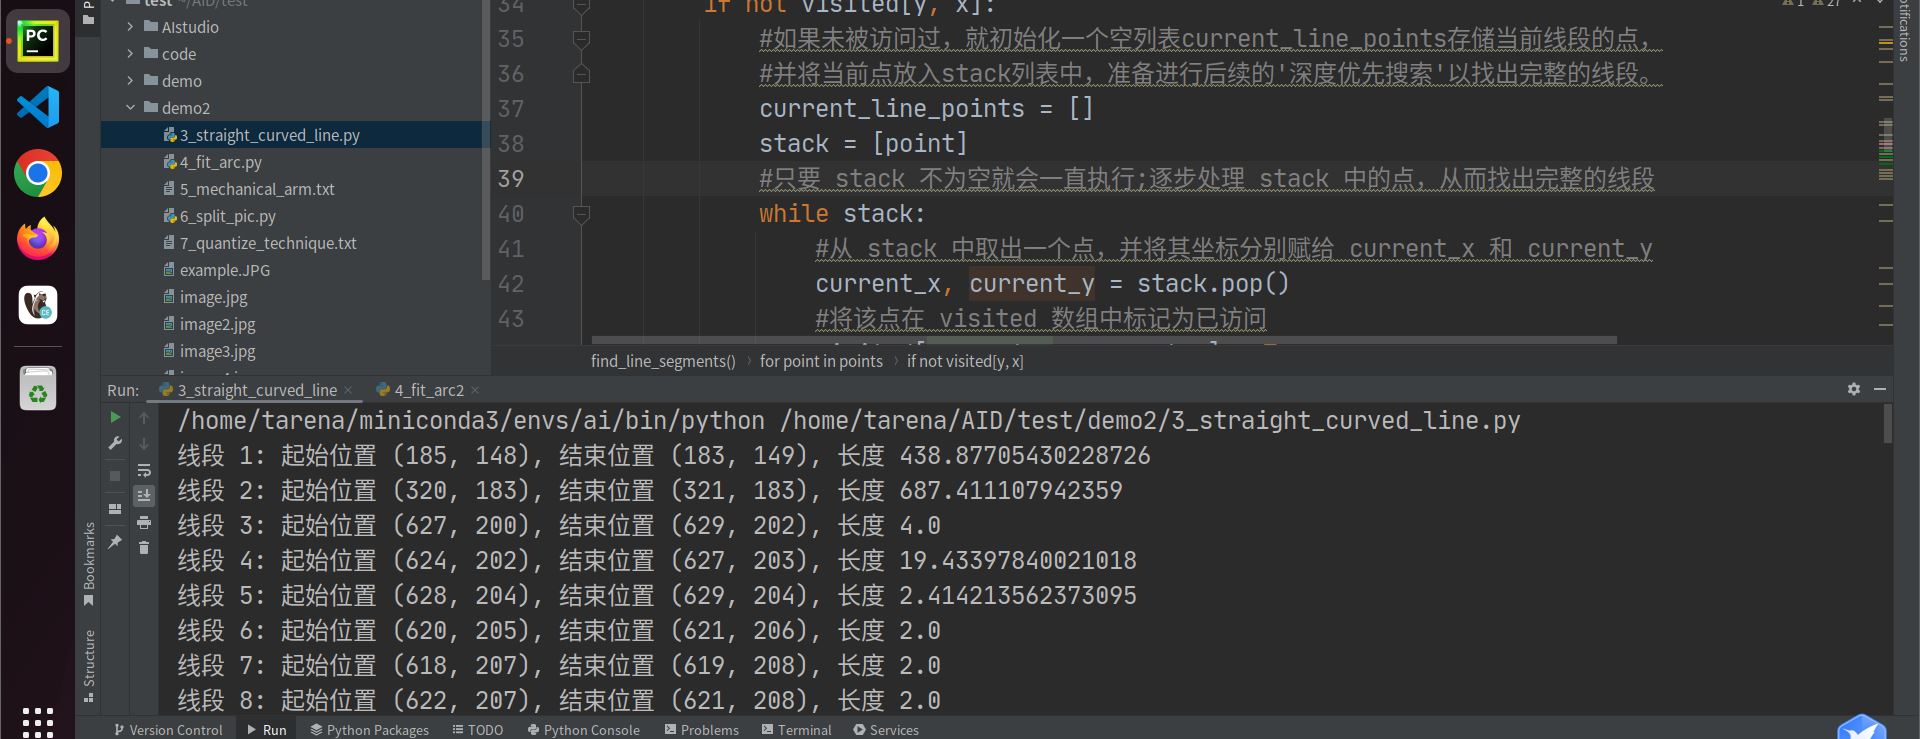 test ~/AID/test
AIstudio
code
demo
demo2
3_straight_curved_line.py
4_fit_arc.py
5_mechanical_arm.txt
6_split_pic.py
7_quantize_technique.txt
example.JPG
image.jpg
image2.jpg
image3.jpg
34 if not visited[y, x]:
35 #如果未被访问过，就初始化一个空列表current_line_points存储当前线段的点，
36 #并将当前点放入stack列表中，准备进行后续的'深度优先搜索'以找出完整的线段。
37 current_line_points = []
38 stack = [point]
39 #只要 stack 不为空就会一直执行;逐步处理 stack 中的点，从而找出完整的线段
40 while stack:
41 #从 stack 中取出一个点，并将其坐标分别赋给 current_x 和 current_y
42 current_x, current_y = stack.pop()
43 #将该点在 visited 数组中标记为已访问
find_line_segments() › for point in points › if not visited[y, x]
Run: 3_straight_curved_line × 4_fit_arc2 ×
/home/tarena/miniconda3/envs/ai/bin/python /home/tarena/AID/test/demo2/3_straight_curved_line.py
线段 1: 起始位置 (185, 148), 结束位置 (183, 149), 长度 438.87705430228726
线段 2: 起始位置 (320, 183), 结束位置 (321, 183), 长度 687.411107942359
线段 3: 起始位置 (627, 200), 结束位置 (629, 202), 长度 4.0
线段 4: 起始位置 (624, 202), 结束位置 (627, 203), 长度 19.43397840021018
线段 5: 起始位置 (628, 204), 结束位置 (629, 204), 长度 2.414213562373095
线段 6: 起始位置 (620, 205), 结束位置 (621, 206), 长度 2.0
线段 7: 起始位置 (618, 207), 结束位置 (619, 208), 长度 2.0
线段 8: 起始位置 (622, 207), 结束位置 (621, 208), 长度 2.0
Bookmarks
Structure
Version Control Run Python Packages TODO Python Console Problems Terminal Services
PC
CE
1 27